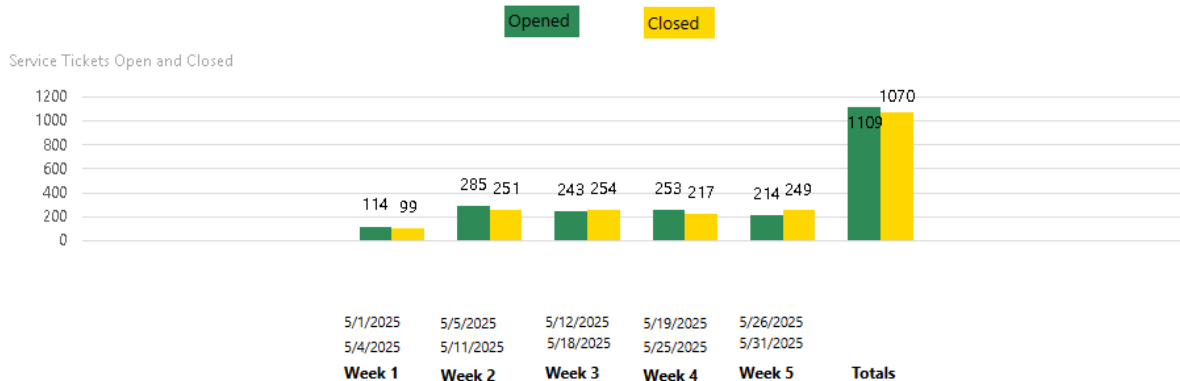 Opened Closed
Service Tickets Open and Closed
1200
1000
800
600
400
200
0
114 99
285 251
243 254
253 217
214 249
1109 1070
5/1/2025 5/5/2025 5/12/2025 5/19/2025 5/26/2025
5/4/2025 5/11/2025 5/18/2025 5/25/2025 5/31/2025
Week 1 Week 2 Week 3 Week 4 Week 5 Totals